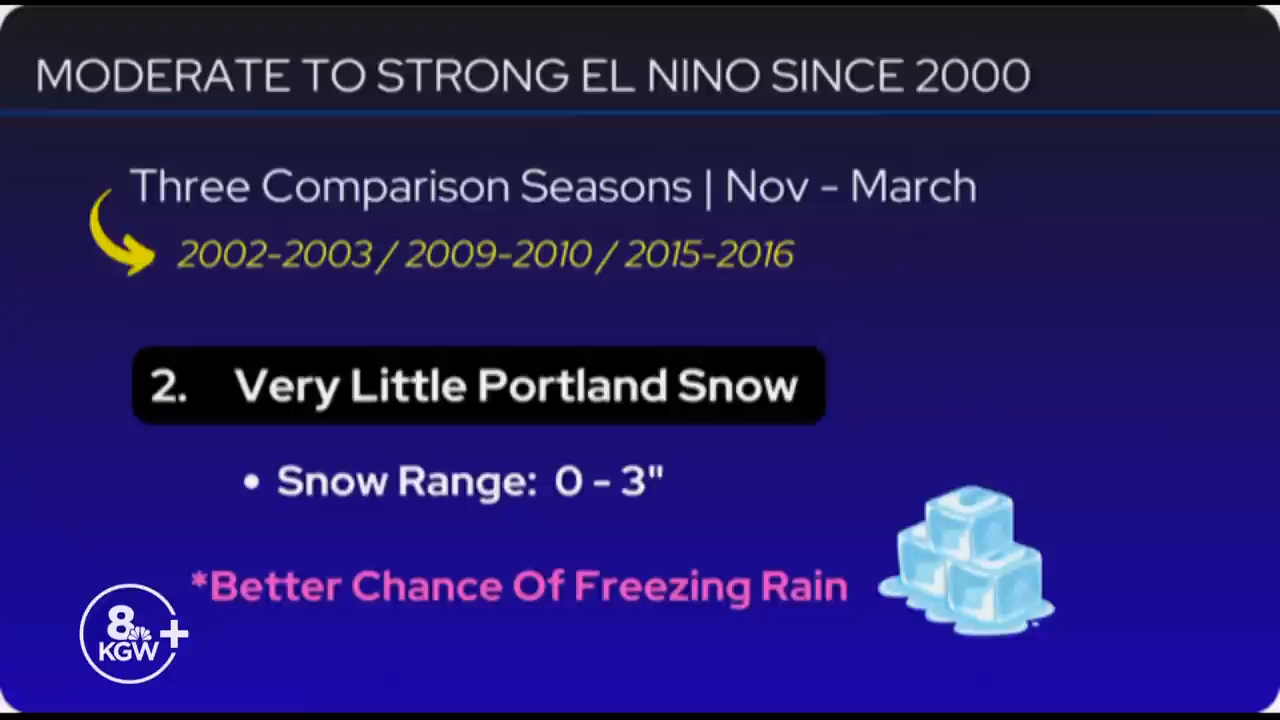 MODERATE TO STRONG EL NINO SINCE 2000
Three Comparison Seasons | Nov - March
2002-2003 / 2009-2010 / 2015-2016
2. Very Little Portland Snow
• Snow Range: 0 - 3"
*Better Chance Of Freezing Rain
8+
KGW